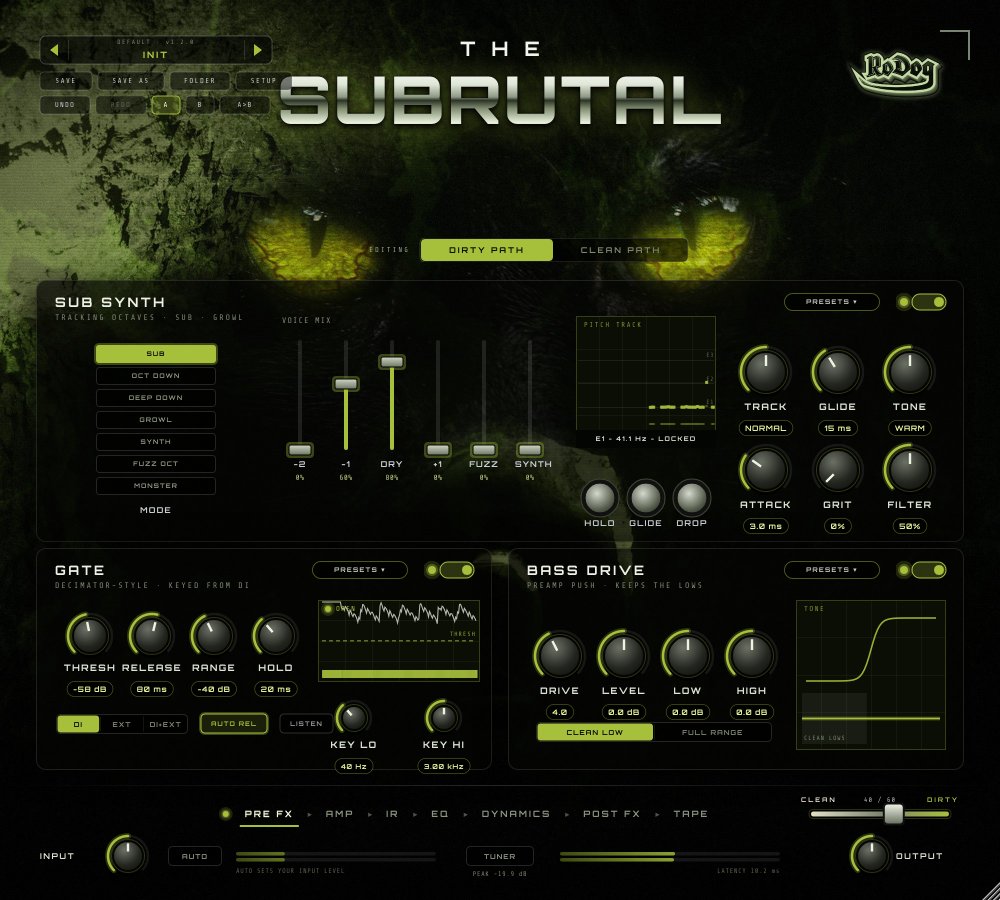 DEFAULT · v1.2.0
INIT
SAVE SAVE AS FOLDER SETUP
UNDO REDO A B A>B
THE
SUBRUTAL
RoDog
EDITING DIRTY PATH CLEAN PATH
SUB SYNTH
TRACKING OCTAVES · SUB · GROWL
PRESETS ▾
VOICE MIX
SUB
OCT DOWN
DEEP DOWN
GROWL
SYNTH
FUZZ OCT
MONSTER
MODE
-2 -1 DRY +1 FUZZ SYNTH
0% 60% 80% 0% 0% 0%
PITCH TRACK
E3
E2
E1
E1 - 41.1 Hz - LOCKED
HOLD GLIDE DROP
TRACK GLIDE TONE
NORMAL 15 ms WARM
ATTACK GRIT FILTER
3.0 ms 0% 50%
GATE
DECIMATOR-STYLE · KEYED FROM DI
PRESETS ▾
OPEN
THRESH
THRESH RELEASE RANGE HOLD
-58 dB 80 ms -40 dB 20 ms
DI EXT DI+EXT AUTO REL LISTEN
KEY LO KEY HI
40 Hz 3.00 kHz
BASS DRIVE
PREAMP PUSH · KEEPS THE LOWS
PRESETS ▾
TONE
DRIVE LEVEL LOW HIGH
4.0 0.0 dB 0.0 dB 0.0 dB
CLEAN LOW FULL RANGE
CLEAN LOWS
PRE FX ▸ AMP ▸ IR ▸ EQ ▸ DYNAMICS ▸ POST FX ▸ TAPE
CLEAN 40 / 60 DIRTY
INPUT AUTO TUNER OUTPUT
AUTO SETS YOUR INPUT LEVEL PEAK -19.9 dB LATENCY 10.2 ms